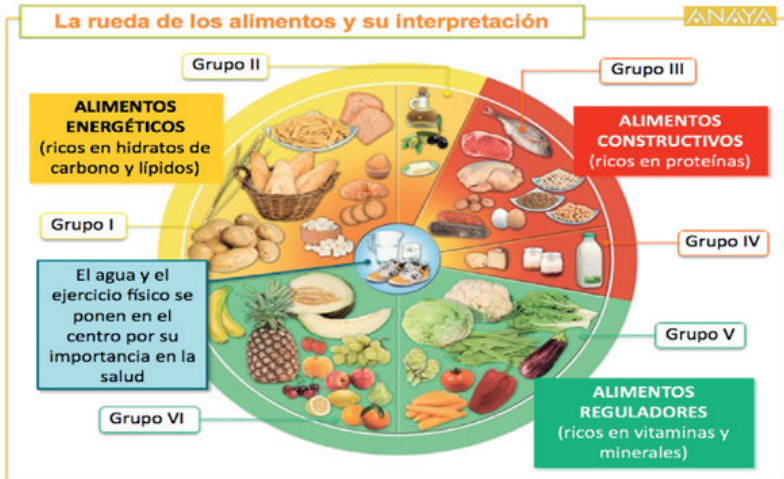 La rueda de los alimentos y su interpretación
ANAYA
Grupo II
Grupo III
ALIMENTOS
ENERGÉTICOS
(ricos en hidratos de
carbono y lípidos)
ALIMENTOS
CONSTRUCTIVOS
(ricos en proteínas)
Grupo I
Grupo IV
El agua y el
ejercicio físico se
ponen en el
centro por su
importancia en la
salud
Grupo V
Grupo VI
ALIMENTOS
REGULADORES
(ricos en vitaminas y
minerales)